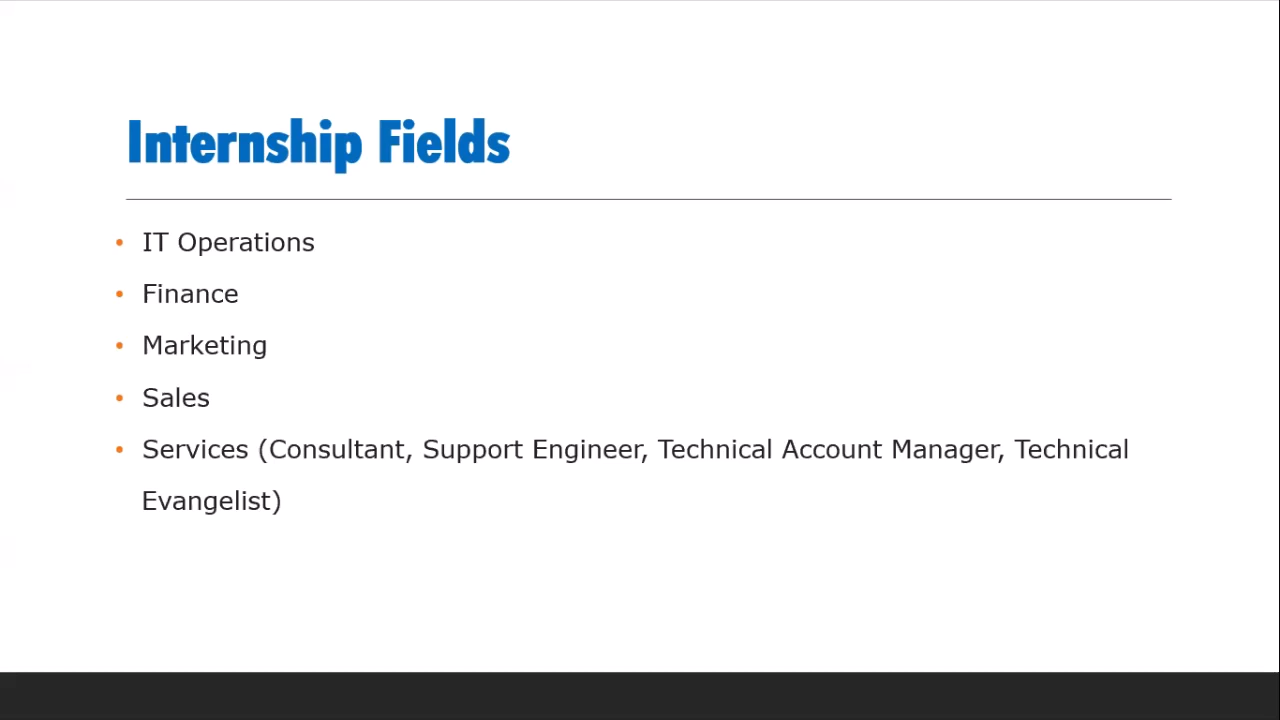 Internship Fields
• IT Operations
• Finance
• Marketing
• Sales
• Services (Consultant, Support Engineer, Technical Account Manager, Technical
Evangelist)